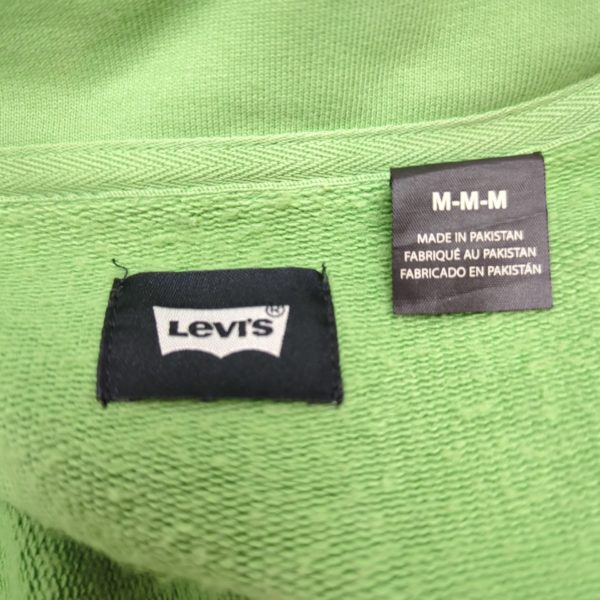 M-M-M
MADE IN PAKISTAN
FABRIQUÉ AU PAKISTAN
FABRICADO EN PAKISTÁN
LEVI'S®